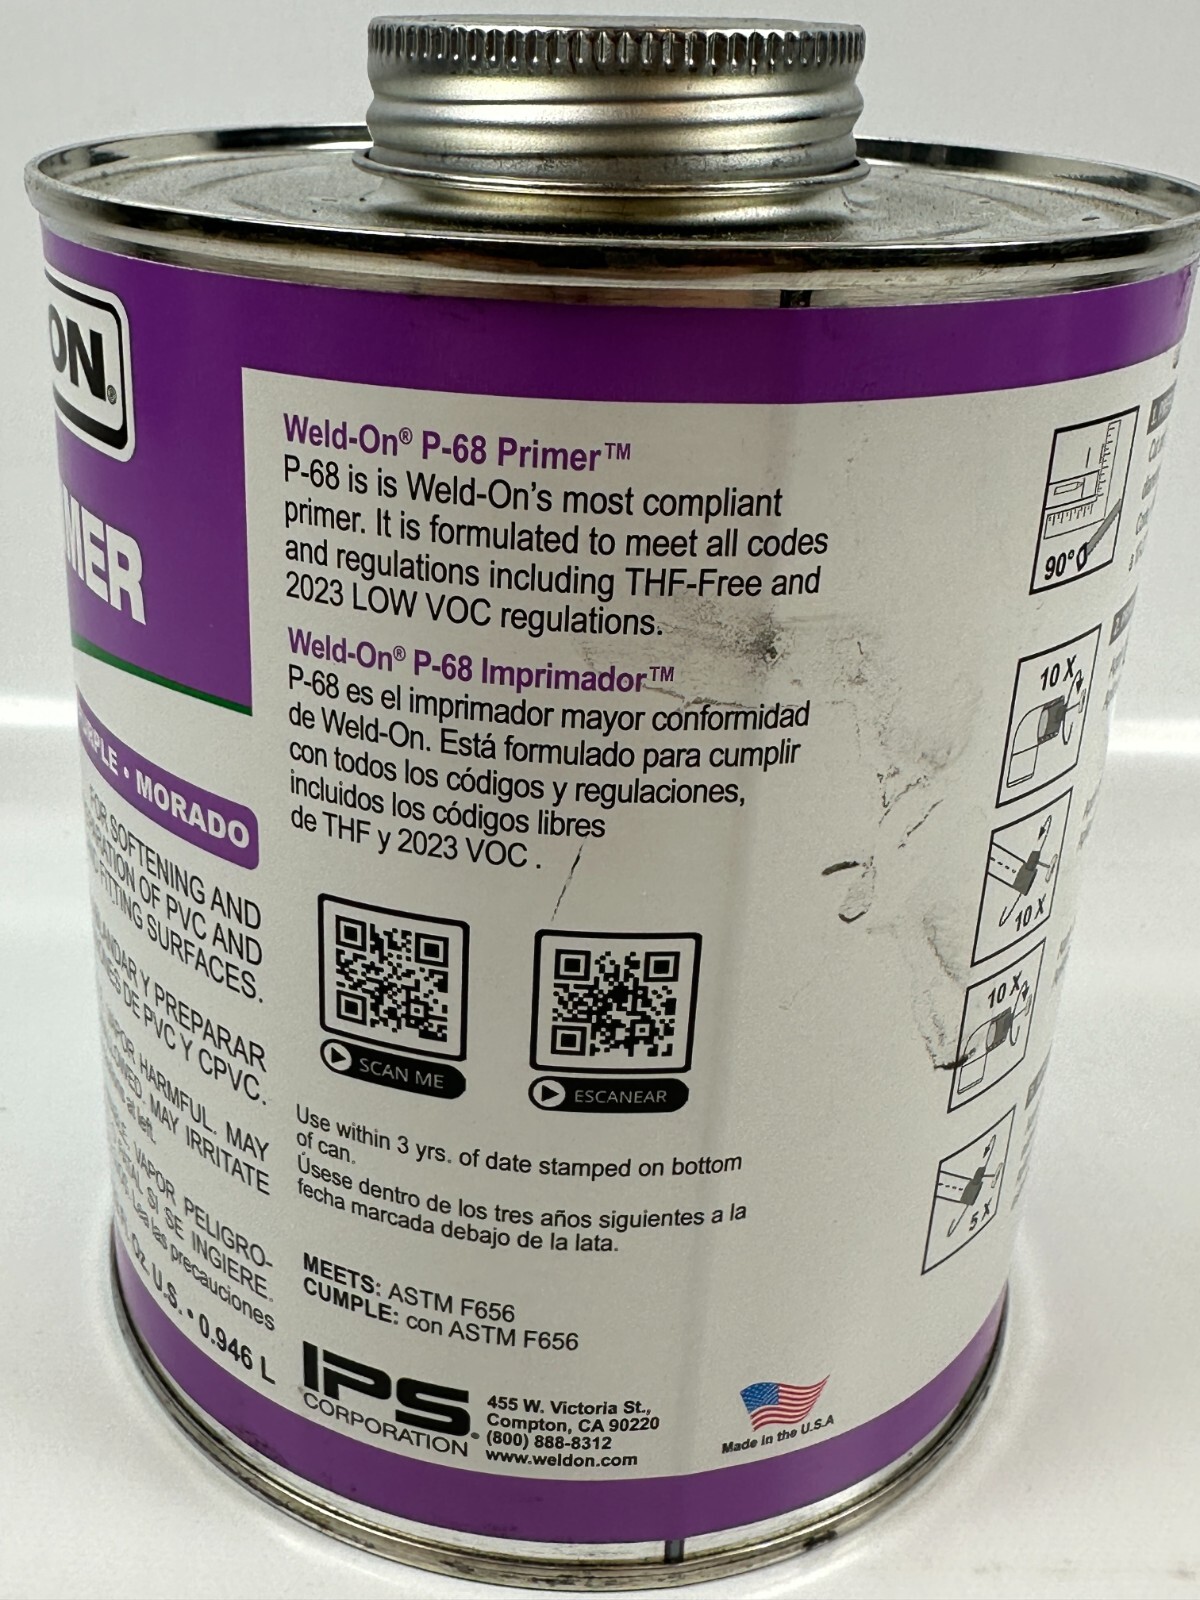 ON®
MER
PURPLE • MORADO
FOR SOFTENING AND
OF PVC AND
FITTING SURFACES.
Y PREPARAR
DE PVC Y CPVC.
VAPOR HARMFUL. MAY
MAY IRRITATE
at left.
VAPOR PELIGRO-
SI SE INGIERE.
Lea las precauciones
Oz. U.S. • 0.946 L
Weld-On® P-68 Primer™
P-68 is is Weld-On's most compliant
primer. It is formulated to meet all codes
and regulations including THF-Free and
2023 LOW VOC regulations.
Weld-On® P-68 Imprimador™
P-68 es el imprimador mayor conformidad
de Weld-On. Está formulado para cumplir
con todos los códigos y regulaciones,
incluidos los códigos libres
de THF y 2023 VOC .
SCAN ME
ESCANEAR
Use within 3 yrs. of date stamped on bottom
of can.
Úsese dentro de los tres años siguientes a la
fecha marcada debajo de la lata.
MEETS: ASTM F656
CUMPLE: con ASTM F656
IPS®
CORPORATION
455 W. Victoria St.,
Compton, CA 90220
(800) 888-8312
www.weldon.com
Made in the U.S.A
90°
10 X
10 X
10 X
5 X